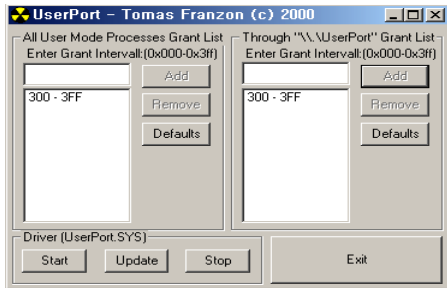 UserPort - Tomas Franzon (c) 2000
All User Mode Processes Grant List
Enter Grant Intervall:(0x000-0x3ff)
Add
300 - 3FF
Remove
Defaults
Through "\\.\UserPort" Grant List
Enter Grant Intervall:(0x000-0x3ff)
Add
300 - 3FF
Remove
Defaults
Driver (UserPort.SYS)
Start Update Stop
Exit